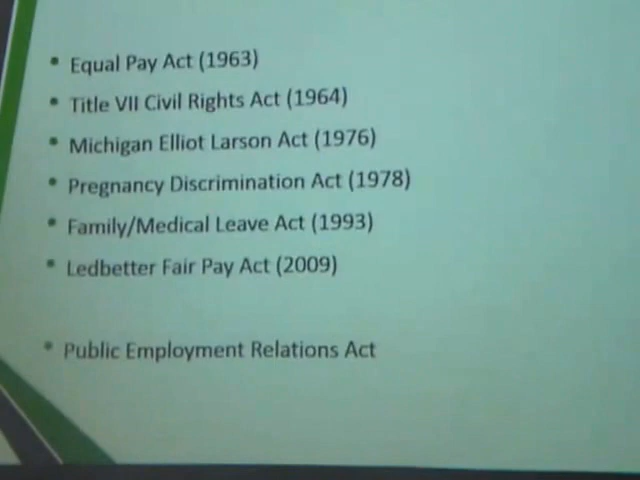 • Equal Pay Act (1963)
• Title VII Civil Rights Act (1964)
• Michigan Elliot Larson Act (1976)
• Pregnancy Discrimination Act (1978)
• Family/Medical Leave Act (1993)
• Ledbetter Fair Pay Act (2009)
• Public Employment Relations Act